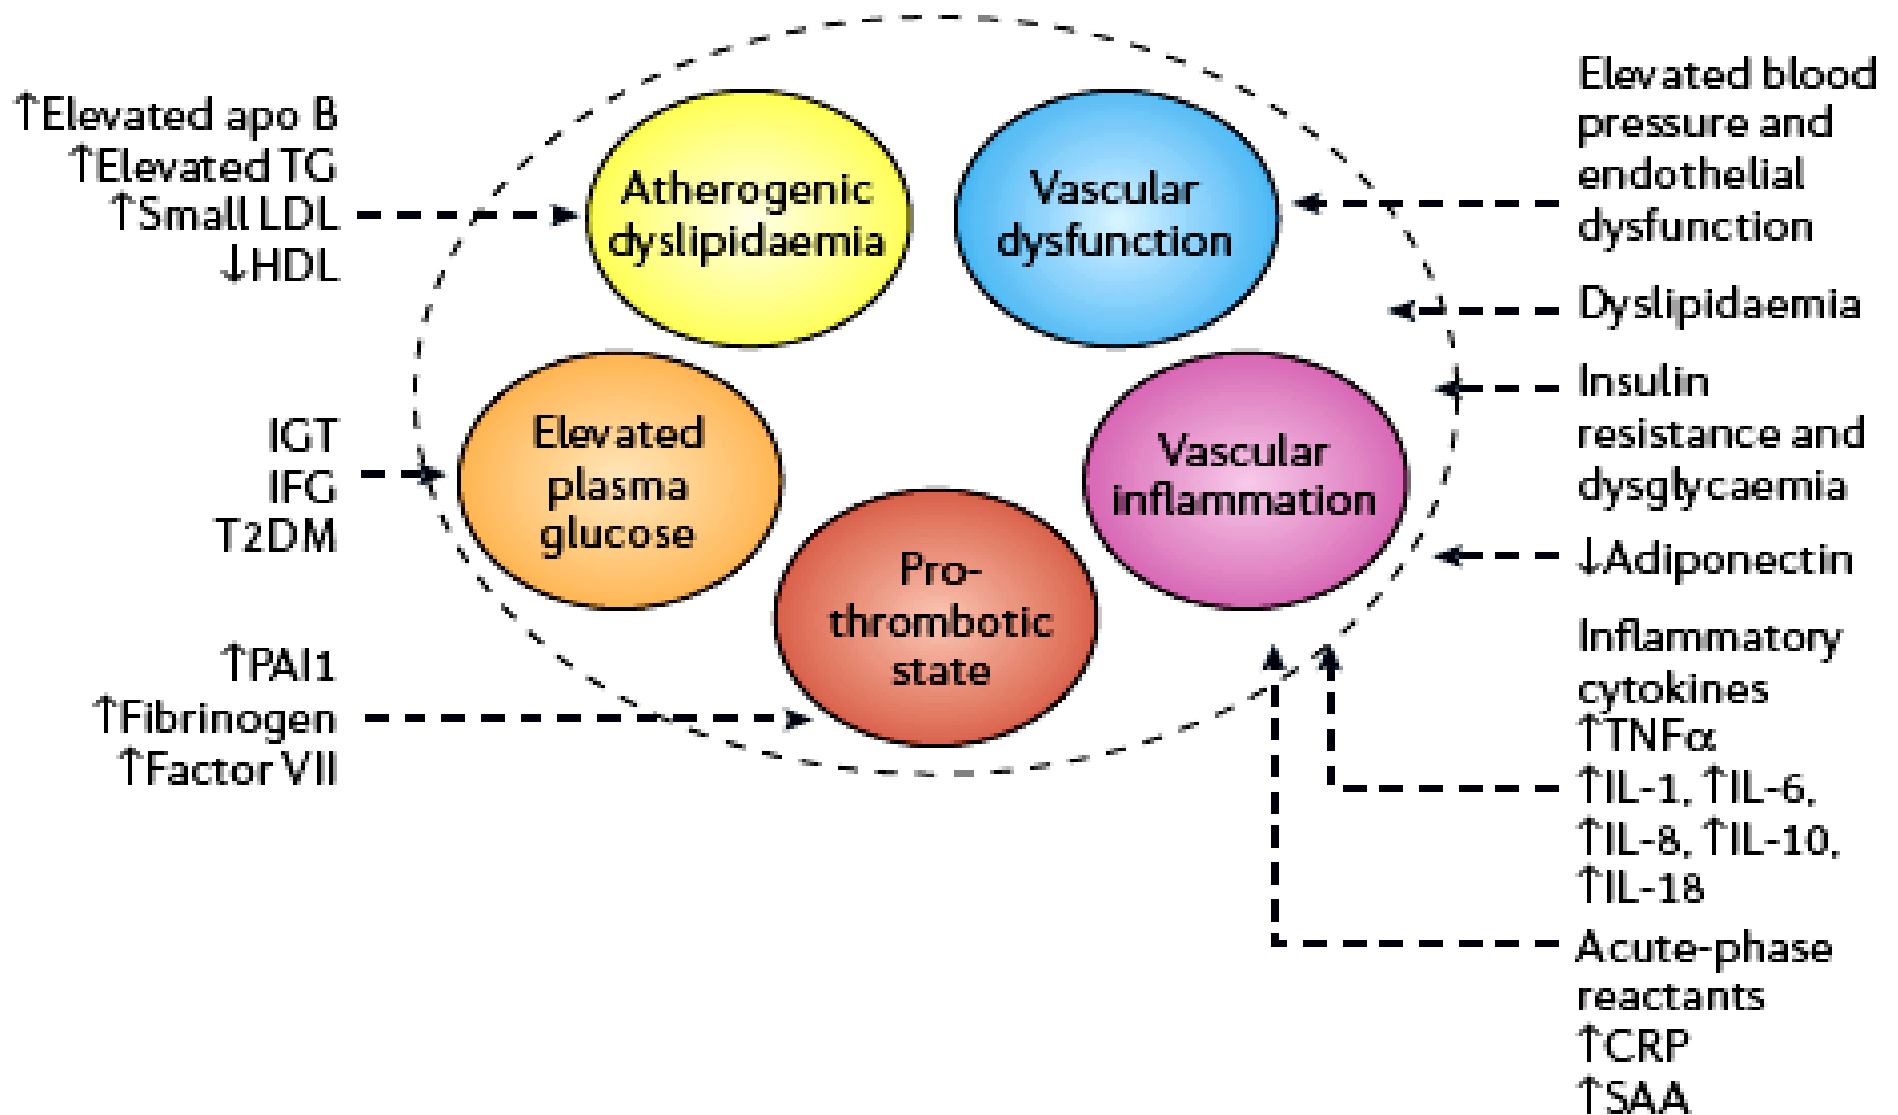 ↑Elevated apo B
↑Elevated TG
↑Small LDL
↓HDL
IGT
IFG
T2DM
↑PAI1
↑Fibrinogen
↑Factor VII
Atherogenic
dyslipidaemia
Vascular
dysfunction
Elevated
plasma
glucose
Vascular
inflammation
Pro-
thrombotic
state
Elevated blood
pressure and
endothelial
dysfunction
Dyslipidaemia
Insulin
resistance and
dysglycaemia
↓Adiponectin
Inflammatory
cytokines
↑TNFα
↑IL-1, ↑IL-6,
↑IL-8, ↑IL-10,
↑IL-18
Acute-phase
reactants
↑CRP
↑SAA